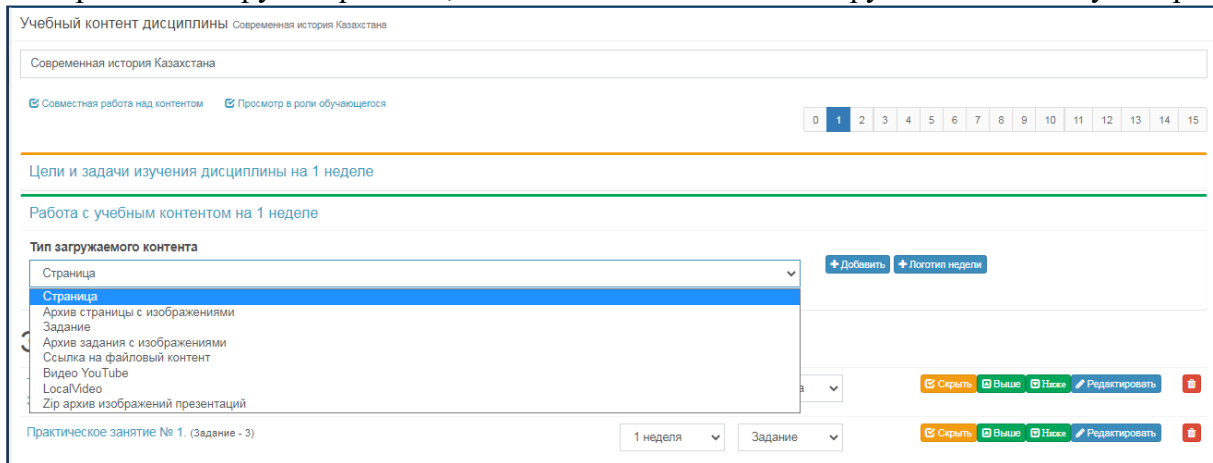 Учебный контент дисциплины Современная история Казахстана
Современная история Казахстана
Совместная работа над контентом Просмотр в роли обучающегося
0 1 2 3 4 5 6 7 8 9 10 11 12 13 14 15
Цели и задачи изучения дисциплины на 1 неделе
Работа с учебным контентом на 1 неделе
Тип загружаемого контента
Страница
+ Добавить + Логотип недели
Страница
Архив страницы с изображениями
Задание
Архив задания с изображениями
Ссылка на файловый контент
Видео YouTube
LocalVideo
Zip архив изображений презентаций
Скрыть Выше Ниже Редактировать
Практическое занятие № 1. (Задание - 3) 1 неделя Задание Скрыть Выше Ниже Редактировать